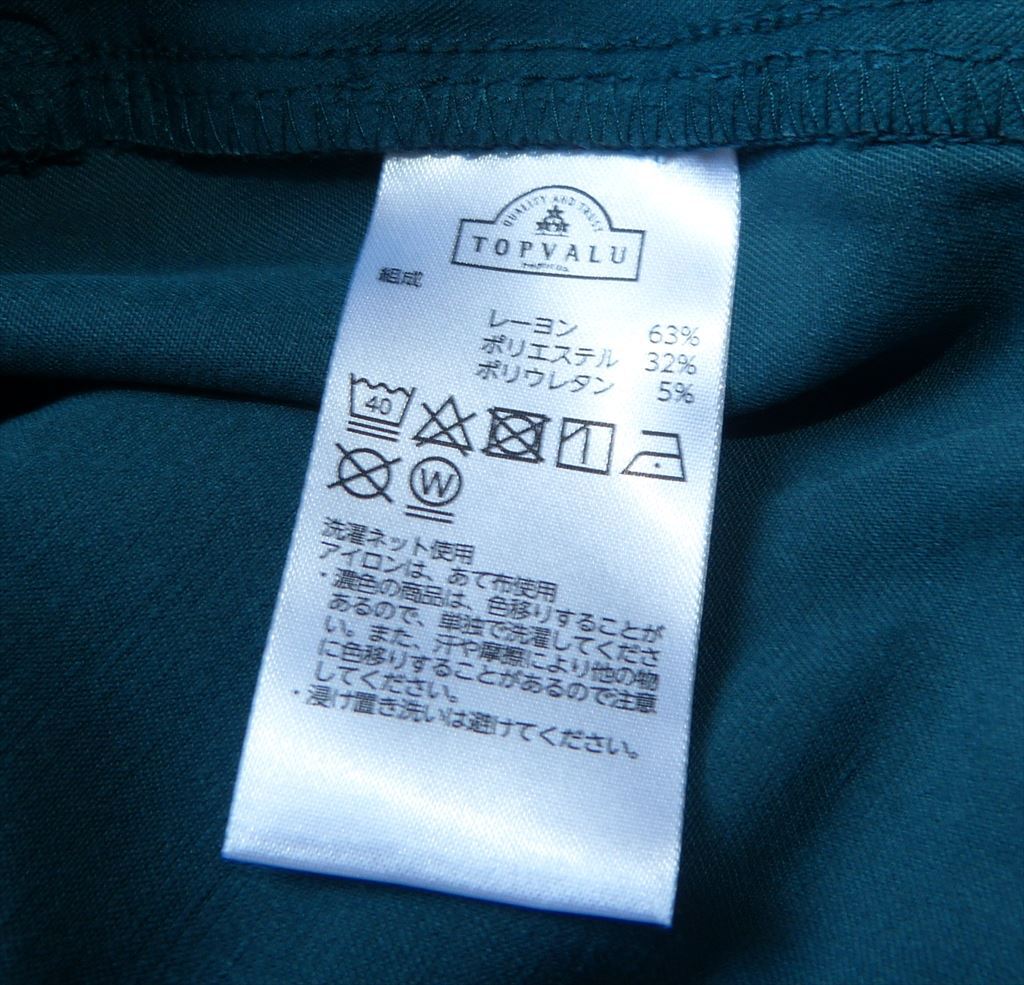 QUALITY AND TRUST
TOPVALU
組成
レーヨン 63%
ポリエステル 32%
ポリウレタン 5%
40
W
洗濯ネット使用
アイロンは、あて布使用
・濃色の商品は、色移りすることが
あるので、単独で洗濯してくださ
い。また、汗や摩擦により他の物
に色移りすることがあるので注意
してください。
・浸け置き洗いは避けてください。